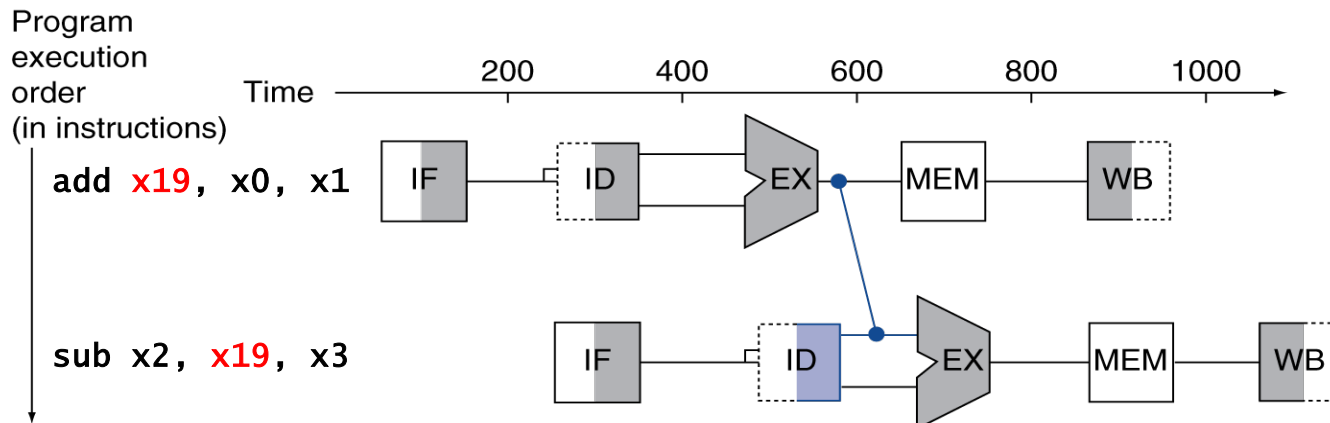 Program
execution
order
(in instructions)
Time
200 400 600 800 1000
add x19, x0, x1
IF ID EX MEM WB
sub x2, x19, x3
IF ID EX MEM WB